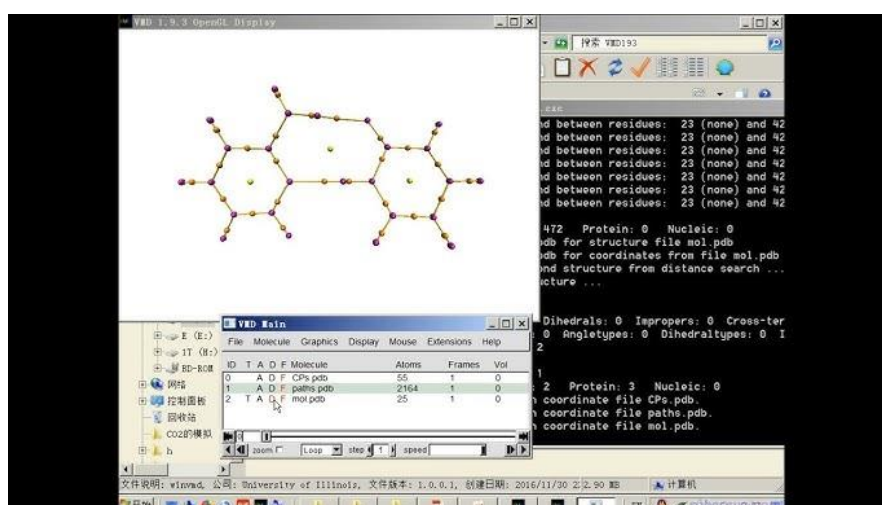 VMD 1.9.3 OpenGL Display
搜索 VMD193
.exe
nd between residues: 23 (none) and 42
nd between residues: 23 (none) and 42
nd between residues: 23 (none) and 42
nd between residues: 23 (none) and 42
nd between residues: 23 (none) and 42
nd between residues: 23 (none) and 42
nd between residues: 23 (none) and 42
472 Protein: 0 Nucleic: 0
pdb for structure file mol.pdb
pdb for coordinates from file mol.pdb
ond structure from distance search ...
ucture ...
Dihedrals: 0 Impropers: 0 Cross-ter
: 0 Angletypes: 0 Dihedraltypes: 0 I
2
1
: 2 Protein: 3 Nucleic: 0
n coordinate file CPs.pdb.
n coordinate file paths.pdb.
n coordinate file mol.pdb.
E (E:)
1T (H:)
BD-ROM
网络
控制面板
回收站
CO2的模拟
h
VMD Main
File Molecule Graphics Display Mouse Extensions Help
ID T A D F Molecule Atoms Frames Vol
0 A D F CPs.pdb 55 1 0
1 A D F paths.pdb 2164 1 0
2 T A D F mol.pdb 25 1 0
zoom Loop step 1 speed
文件说明: winvmd, 公司: University of Illinois, 文件版本: 1.0.0.1, 创建日期: 2016/11/30 2:2.90 MB 计算机